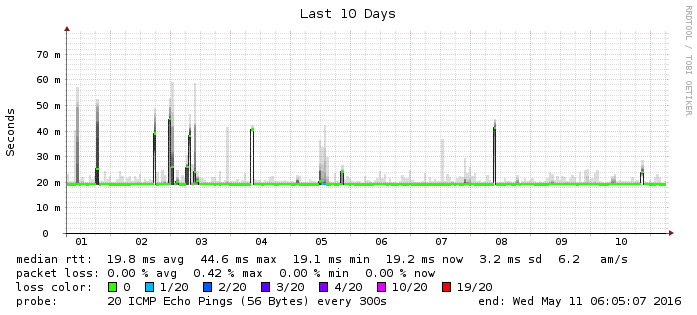 Last 10 Days
RRDTOOL / TOBI OETIKER
Seconds
70 m
60 m
50 m
40 m
30 m
20 m
10 m
0
01 02 03 04 05 06 07 08 09 10
median rtt: 19.8 ms avg 44.6 ms max 19.1 ms min 19.2 ms now 3.2 ms sd 6.2 am/s
packet loss: 0.00 % avg 0.42 % max 0.00 % min 0.00 % now
loss color: 0 1/20 2/20 3/20 4/20 10/20 19/20
probe: 20 ICMP Echo Pings (56 Bytes) every 300s end: Wed May 11 06:05:07 2016